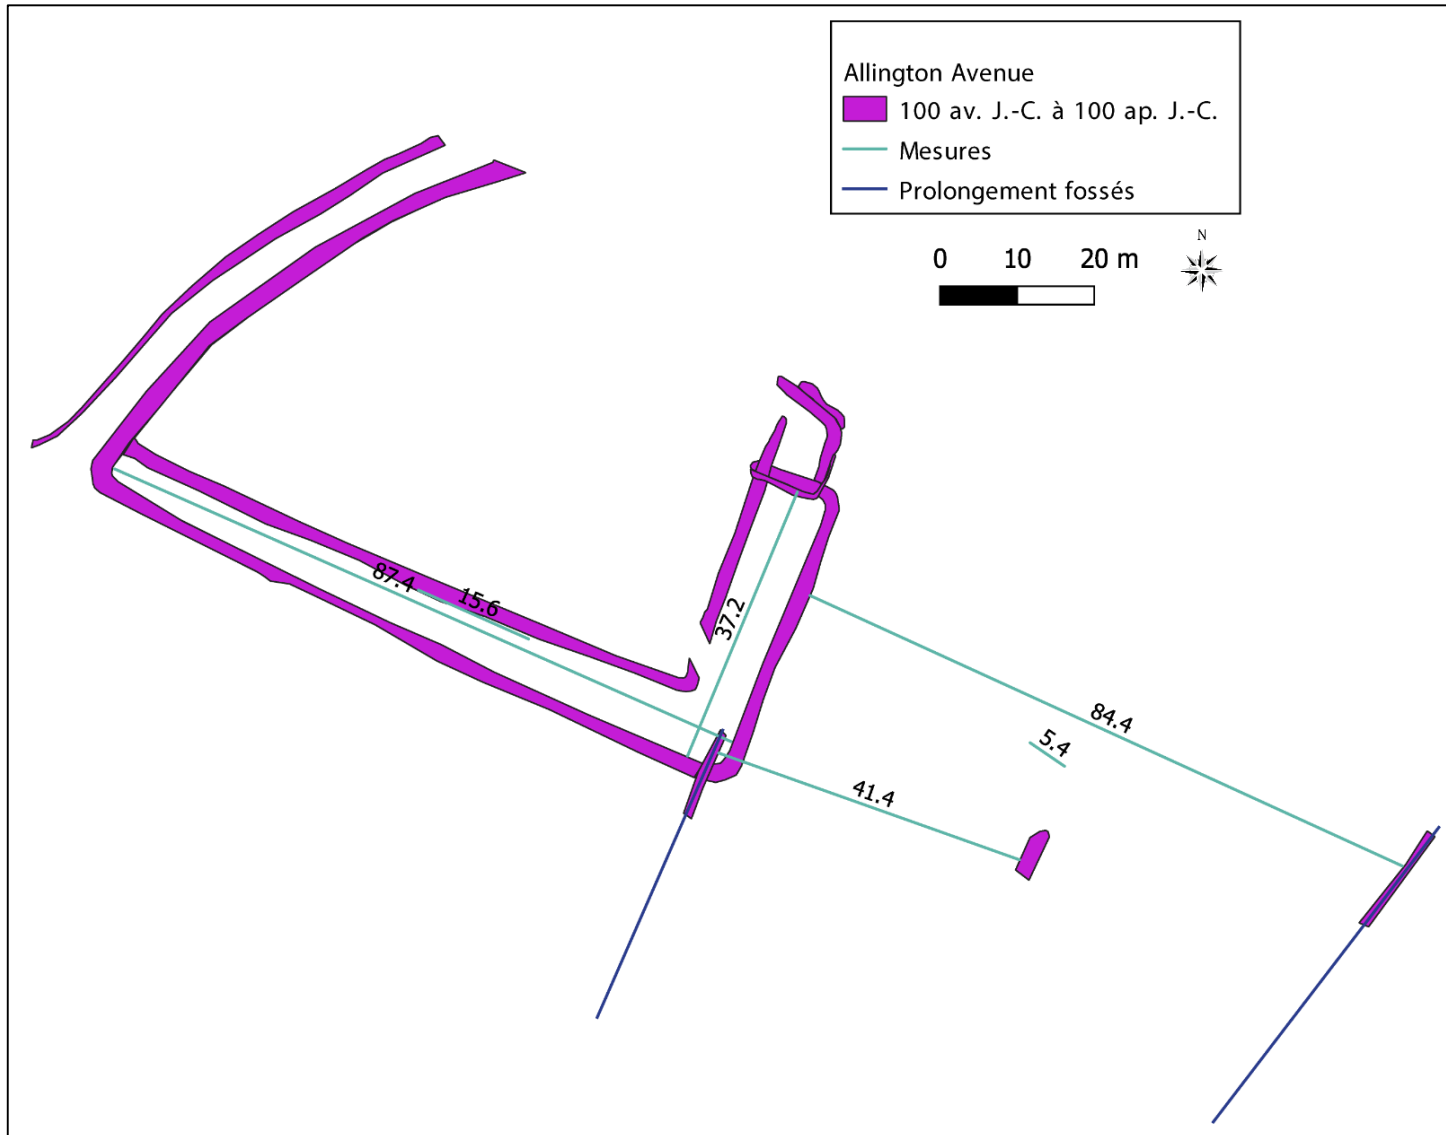 Allington Avenue
100 av. J.-C. à 100 ap. J.-C.
Mesures
Prolongement fossés
N
0 10 20 m
87.4
15.6
37.2
84.4
5.4
41.4